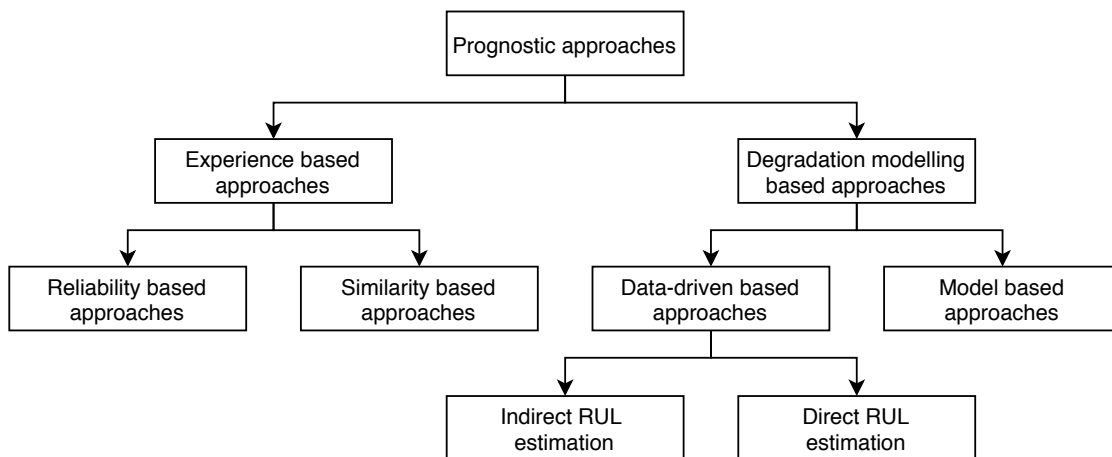 Prognostic approaches
Experience based
approaches
Degradation modelling
based approaches
Reliability based
approaches
Similarity based
approaches
Data-driven based
approaches
Model based
approaches
Indirect RUL
estimation
Direct RUL
estimation